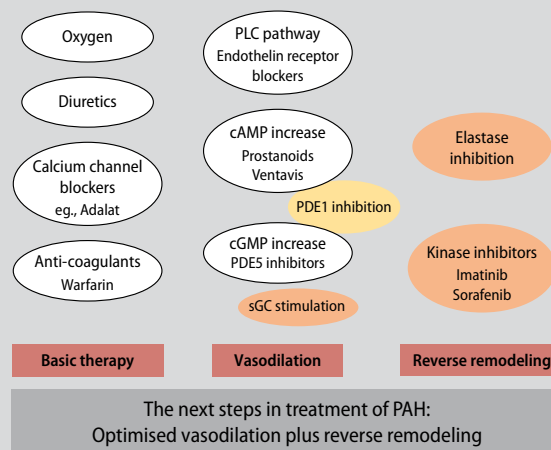 Oxygen
Diuretics
Calcium channel
blockers
eg., Adalat
Anti-coagulants
Warfarin
Basic therapy
PLC pathway
Endothelin receptor
blockers
cAMP increase
Prostanoids
Ventavis
PDE1 inhibition
cGMP increase
PDE5 inhibitors
sGC stimulation
Vasodilation
Elastase
inhibition
Kinase inhibitors
Imatinib
Sorafenib
Reverse remodeling
The next steps in treatment of PAH:
Optimised vasodilation plus reverse remodeling